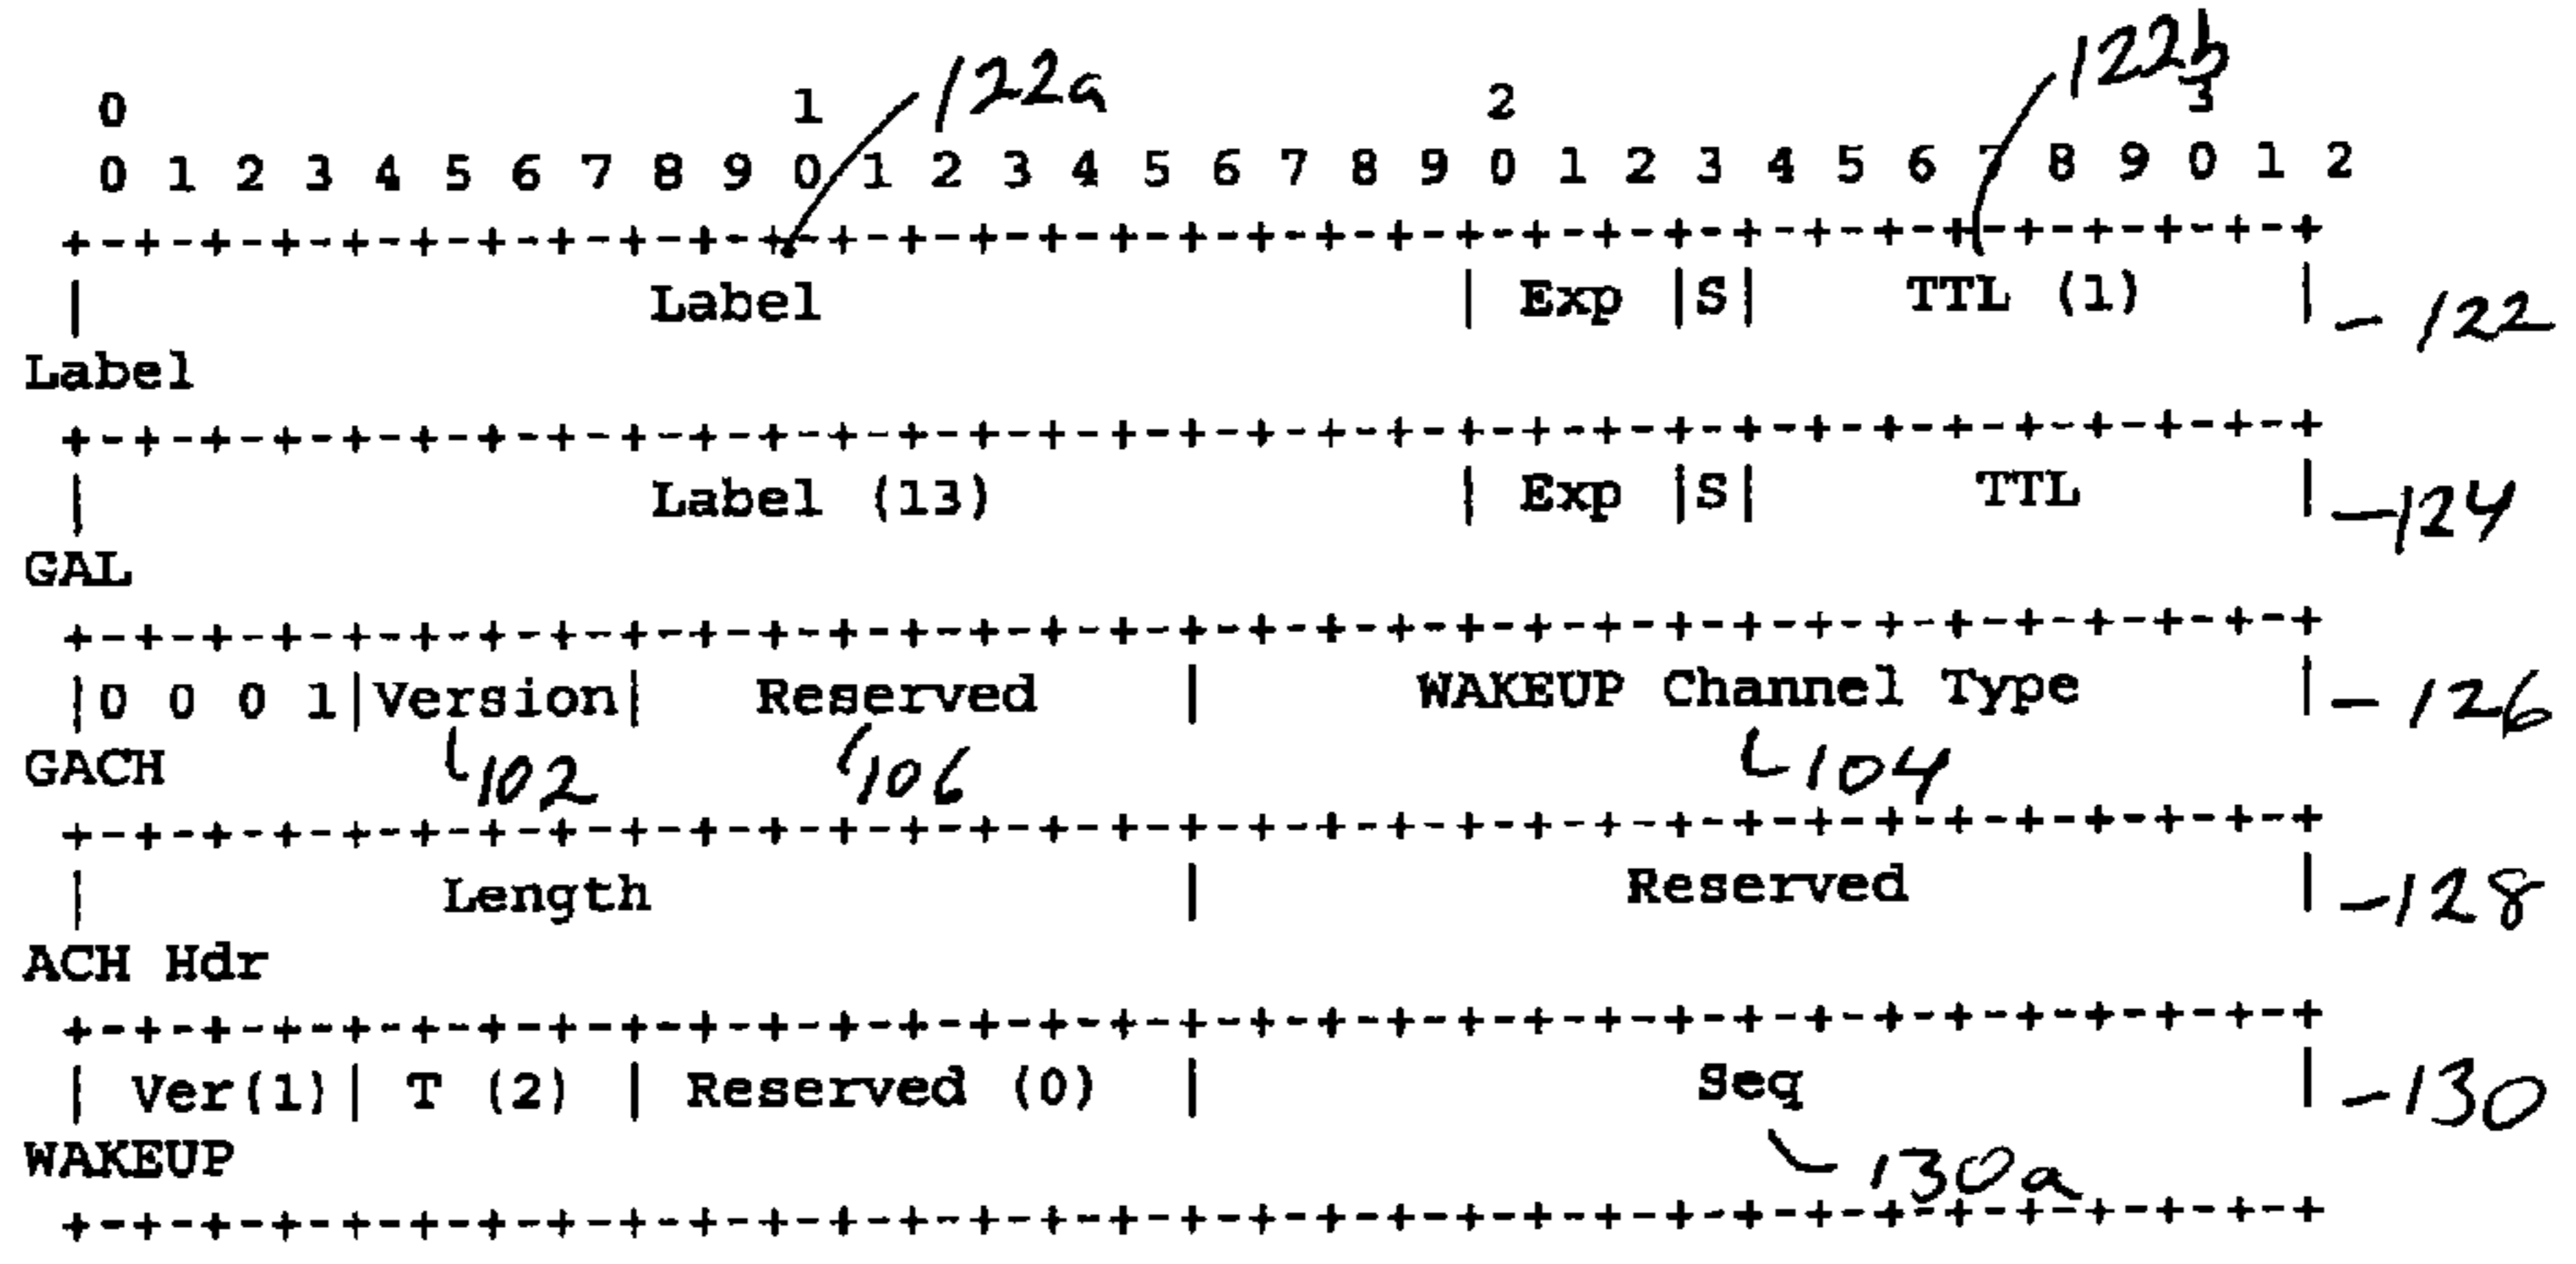 122a 122b
0 1 2 3
0 1 2 3 4 5 6 7 8 9 0 1 2 3 4 5 6 7 8 9 0 1 2 3 4 5 6 7 8 9 0 1 2
+-+-+-+-+-+-+-+-+-+-+-+-+-+-+-+-+-+-+-+-+-+-+-+-+-+-+-+-+-+-+-+-+
| Label | Exp |S| TTL (1) | - 122
Label
+-+-+-+-+-+-+-+-+-+-+-+-+-+-+-+-+-+-+-+-+-+-+-+-+-+-+-+-+-+-+-+-+
| Label (13) | Exp |S| TTL | - 124
GAL
+-+-+-+-+-+-+-+-+-+-+-+-+-+-+-+-+-+-+-+-+-+-+-+-+-+-+-+-+-+-+-+-+
|0 0 0 1|Version| Reserved | WAKEUP Channel Type | - 126
GACH 102 106 104
+-+-+-+-+-+-+-+-+-+-+-+-+-+-+-+-+-+-+-+-+-+-+-+-+-+-+-+-+-+-+-+-+
| Length | Reserved | - 128
ACH Hdr
+-+-+-+-+-+-+-+-+-+-+-+-+-+-+-+-+-+-+-+-+-+-+-+-+-+-+-+-+-+-+-+-+
| Ver(1)| T (2) | Reserved (0) | Seq | - 130
WAKEUP 130a
+-+-+-+-+-+-+-+-+-+-+-+-+-+-+-+-+-+-+-+-+-+-+-+-+-+-+-+-+-+-+-+-+